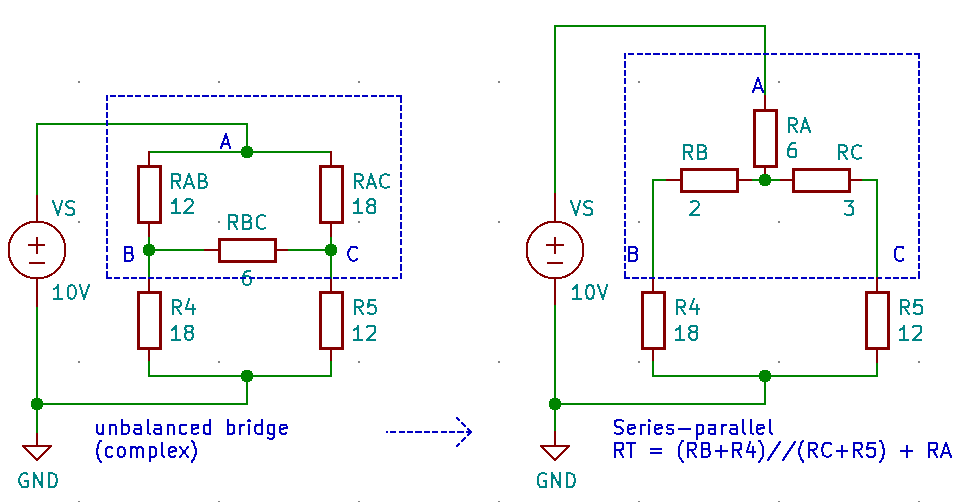 A
RAB
12
RAC
18
RBC
6
B
C
VS
10V
R4
18
R5
12
GND
unbalanced bridge
(complex)
A
RA
6
RB
2
RC
3
B
C
VS
10V
R4
18
R5
12
GND
Series-parallel
RT = (RB+R4)//(RC+R5) + RA